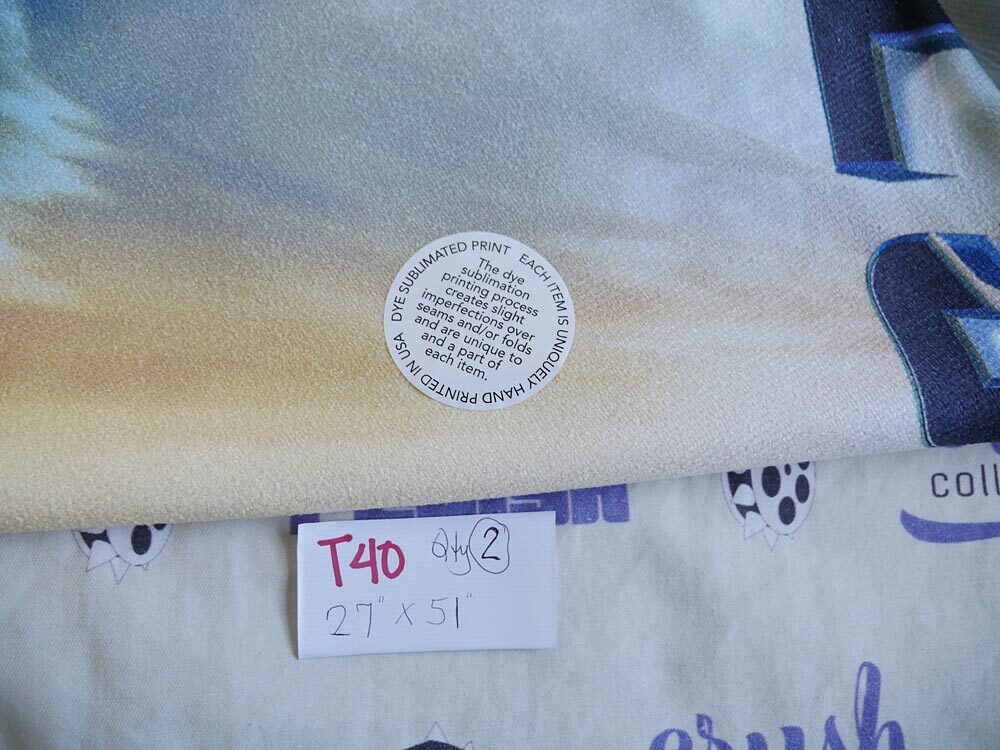 DYE SUBLIMATED PRINT EACH ITEM IS UNIQUELY HAND PRINTED IN USA
The dye
sublimation
printing process
creates slight
imperfections over
seams and/or folds
and are unique to
and a part of
each item.
coll
T40 Qty 2
27" x 51"
crush